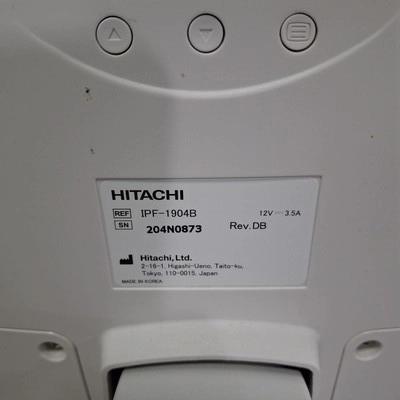 HITACHI
REF IPF-1904B 12V⎓3.5A
SN 204N0873 Rev.DB
Hitachi, Ltd.
2-16-1, Higashi-Ueno, Taito-ku,
Tokyo, 110-0015, Japan
MADE IN KOREA